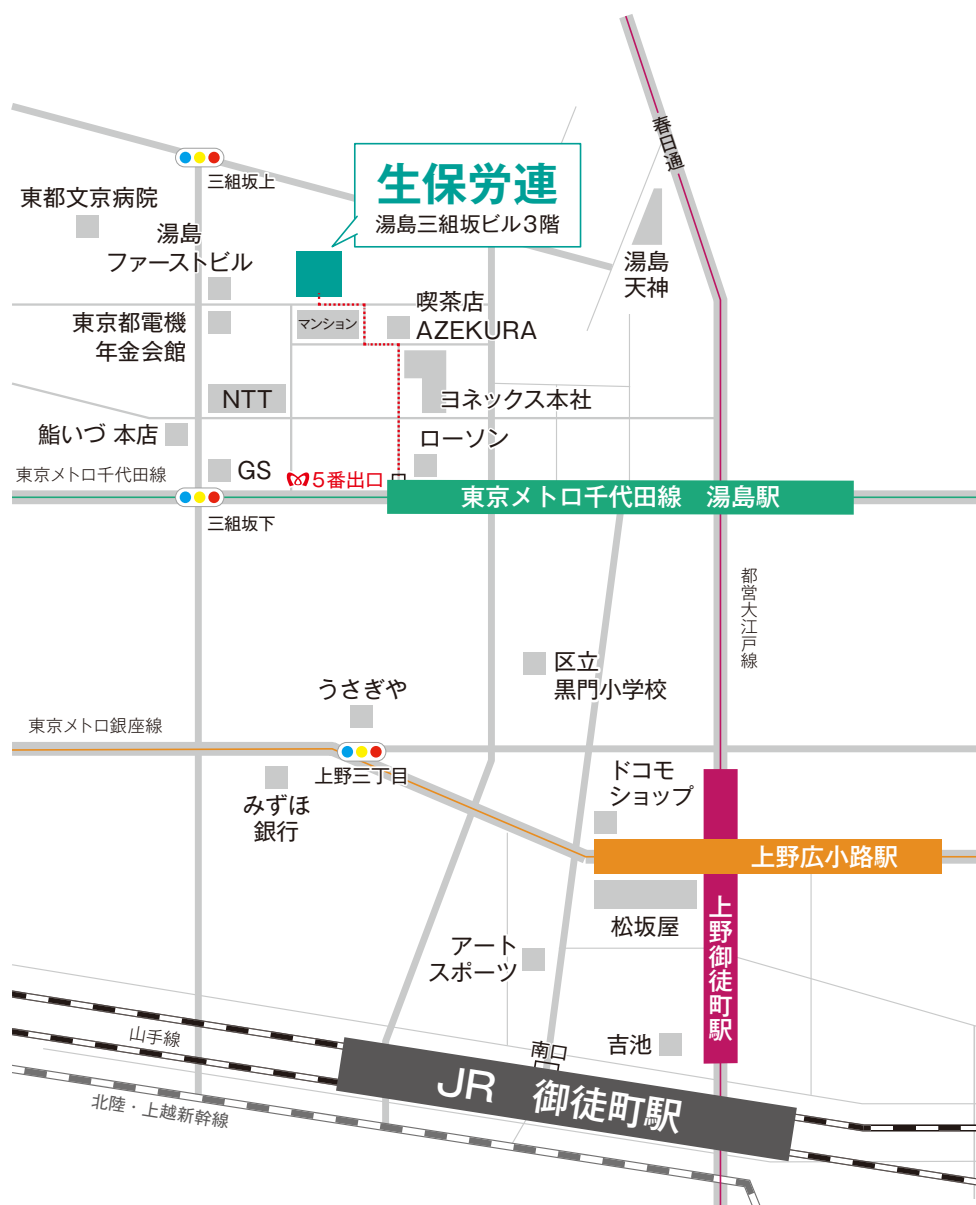 春日通
三組坂上
生保労連
湯島三組坂ビル3階
東都文京病院
湯島
ファーストビル
湯島
天神
喫茶店
AZEKURA
マンション
東京都電機
年金会館
NTT
ヨネックス本社
鮨いづ 本店
ローソン
GS
東京メトロ千代田線
5番出口
東京メトロ千代田線 湯島駅
三組坂下
都営大江戸線
区立
黒門小学校
うさぎや
東京メトロ銀座線
上野三丁目
みずほ
銀行
ドコモ
ショップ
上野広小路駅
松坂屋
上野御徒町駅
アート
スポーツ
山手線
南口
吉池
JR 御徒町駅
北陸・上越新幹線